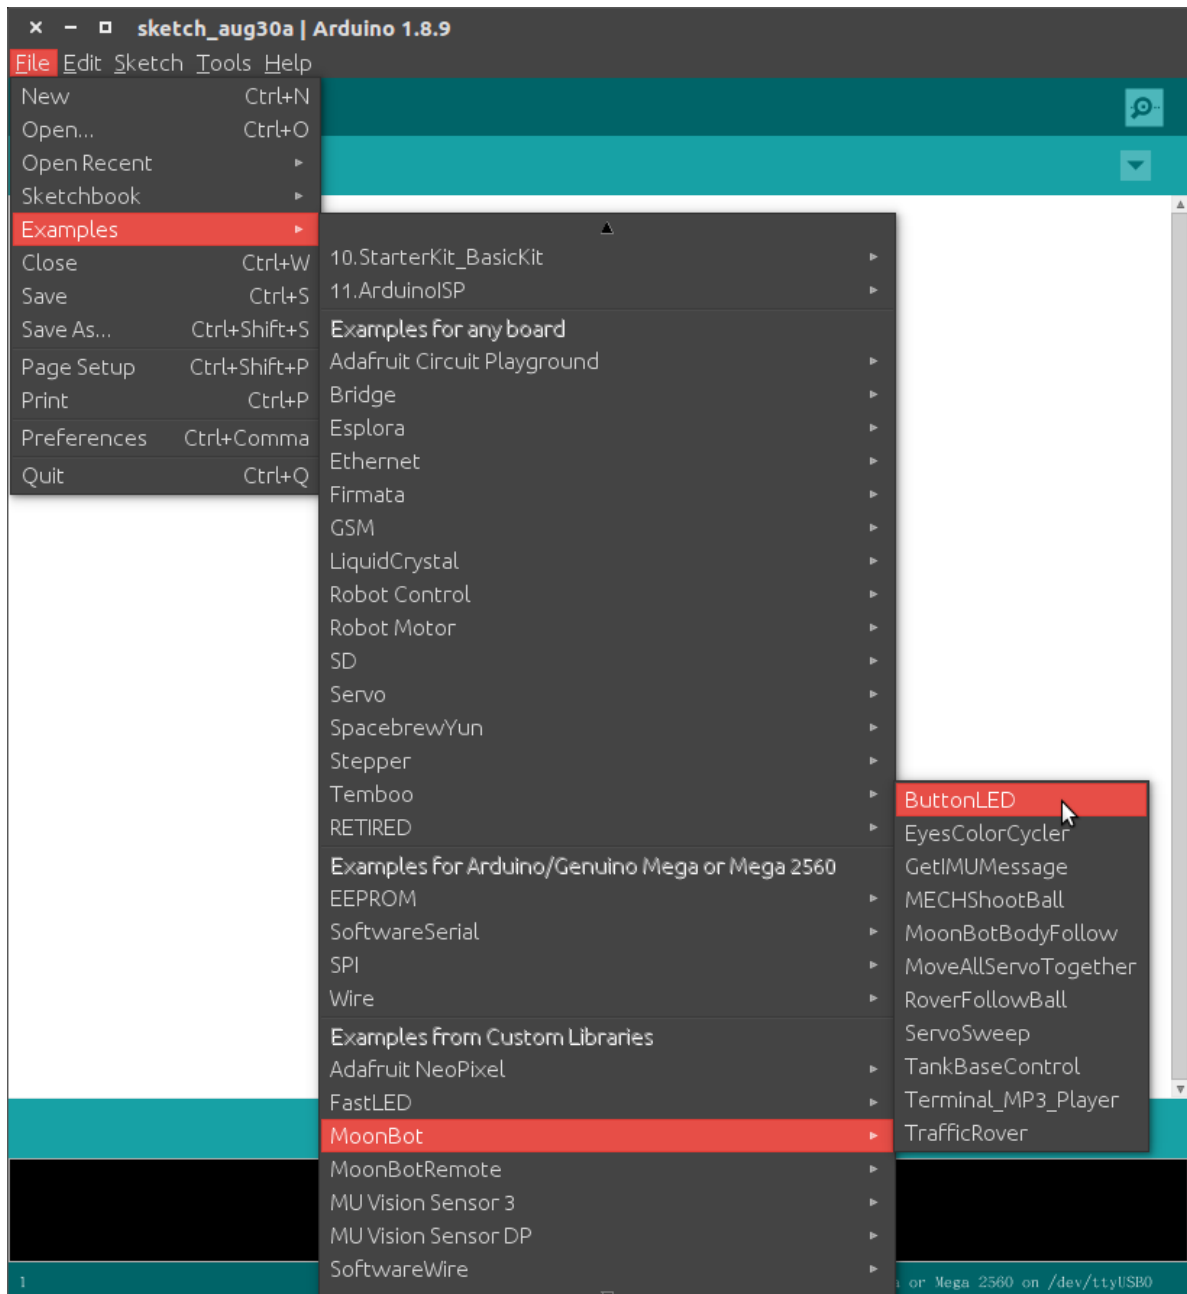 sketch_aug30a | Arduino 1.8.9
File Edit Sketch Tools Help
New Ctrl+N
Open... Ctrl+O
Open Recent
Sketchbook
Examples
Close Ctrl+W
Save Ctrl+S
Save As... Ctrl+Shift+S
Page Setup Ctrl+Shift+P
Print Ctrl+P
Preferences Ctrl+Comma
Quit Ctrl+Q
10.StarterKit_BasicKit
11.ArduinoISP
Examples for any board
Adafruit Circuit Playground
Bridge
Esplora
Ethernet
Firmata
GSM
LiquidCrystal
Robot Control
Robot Motor
SD
Servo
SpacebrewYun
Stepper
Temboo
RETIRED
Examples for Arduino/Genuino Mega or Mega 2560
EEPROM
SoftwareSerial
SPI
Wire
Examples from Custom Libraries
Adafruit NeoPixel
FastLED
MoonBot
MoonBotRemote
MU Vision Sensor 3
MU Vision Sensor DP
SoftwareWire
ButtonLED
EyesColorCycler
GetIMUMessage
MECHShootBall
MoonBotBodyFollow
MoveAllServoTogether
RoverFollowBall
ServoSweep
TankBaseControl
Terminal_MP3_Player
TrafficRover
1
or Mega 2560 on /dev/ttyUSB0